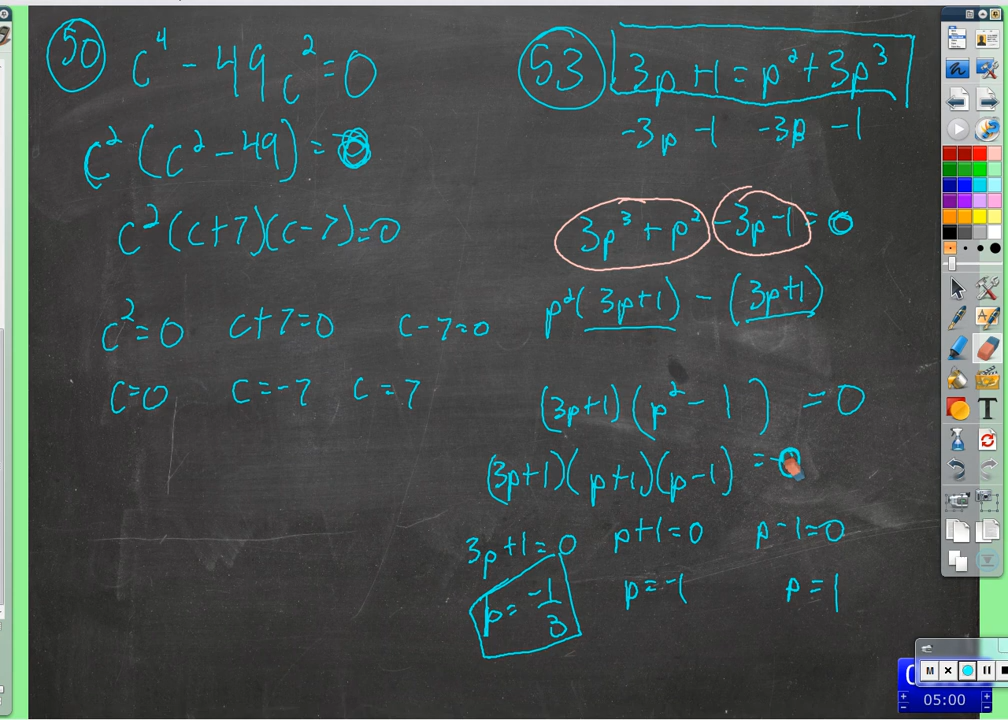 50 c⁴ - 49c² = 0
c² (c² - 49) = 0
c² (c+7)(c-7) = 0
c² = 0 c+7=0 c-7=0
c=0 c=-7 c=7
53 3p+1 = p²+3p³
-3p -1 -3p -1
3p³ + p² -3p-1 = 0
p² (3p+1) - (3p+1)
(3p+1) (p² - 1 ) = 0
(3p+1)(p+1)(p-1) = 0
3p+1=0 p+1=0 p-1=0
p= -1/3 p=-1 p=1
M
05:00